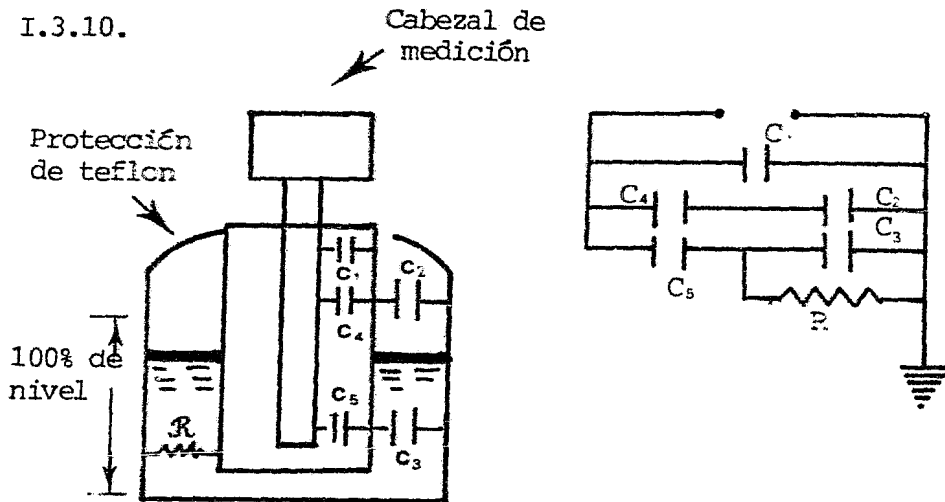 I.3.10.
Cabezal de
medición
Protección
de teflon
100% de
nivel
R
C₁
C₂
C₄
C₅
C₃
C₄
C₂
C₃
C₅
R